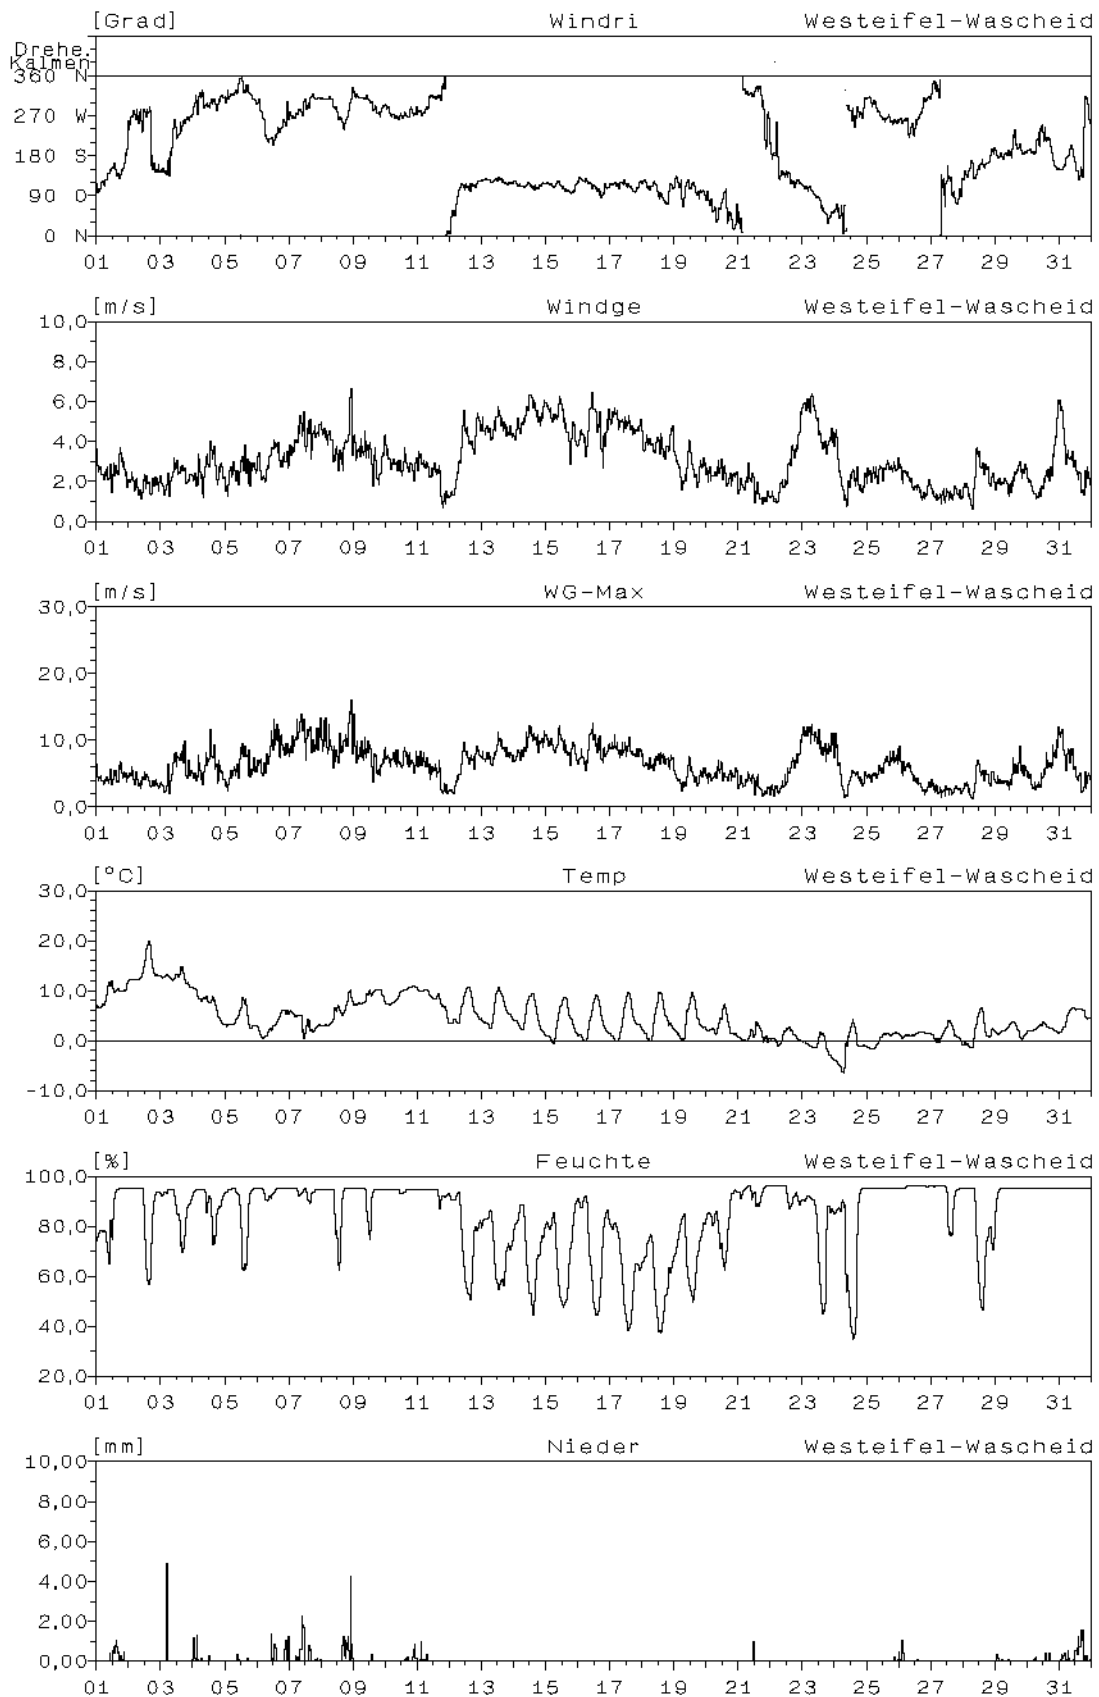 [Grad] Windri Westeifel-Wascheid
Drehe.
Kalmen
360 N
270 W
180 S
90 O
0 N
01 03 05 07 09 11 13 15 17 19 21 23 25 27 29 31
[m/s] Windge Westeifel-Wascheid
10,0
8,0
6,0
4,0
2,0
0,0
01 03 05 07 09 11 13 15 17 19 21 23 25 27 29 31
[m/s] WG-Max Westeifel-Wascheid
30,0
20,0
10,0
0,0
01 03 05 07 09 11 13 15 17 19 21 23 25 27 29 31
[°C] Temp Westeifel-Wascheid
30,0
20,0
10,0
0,0
-10,0
01 03 05 07 09 11 13 15 17 19 21 23 25 27 29 31
[%] Feuchte Westeifel-Wascheid
100,0
80,0
60,0
40,0
20,0
01 03 05 07 09 11 13 15 17 19 21 23 25 27 29 31
[mm] Nieder Westeifel-Wascheid
10,00
8,00
6,00
4,00
2,00
0,00
01 03 05 07 09 11 13 15 17 19 21 23 25 27 29 31